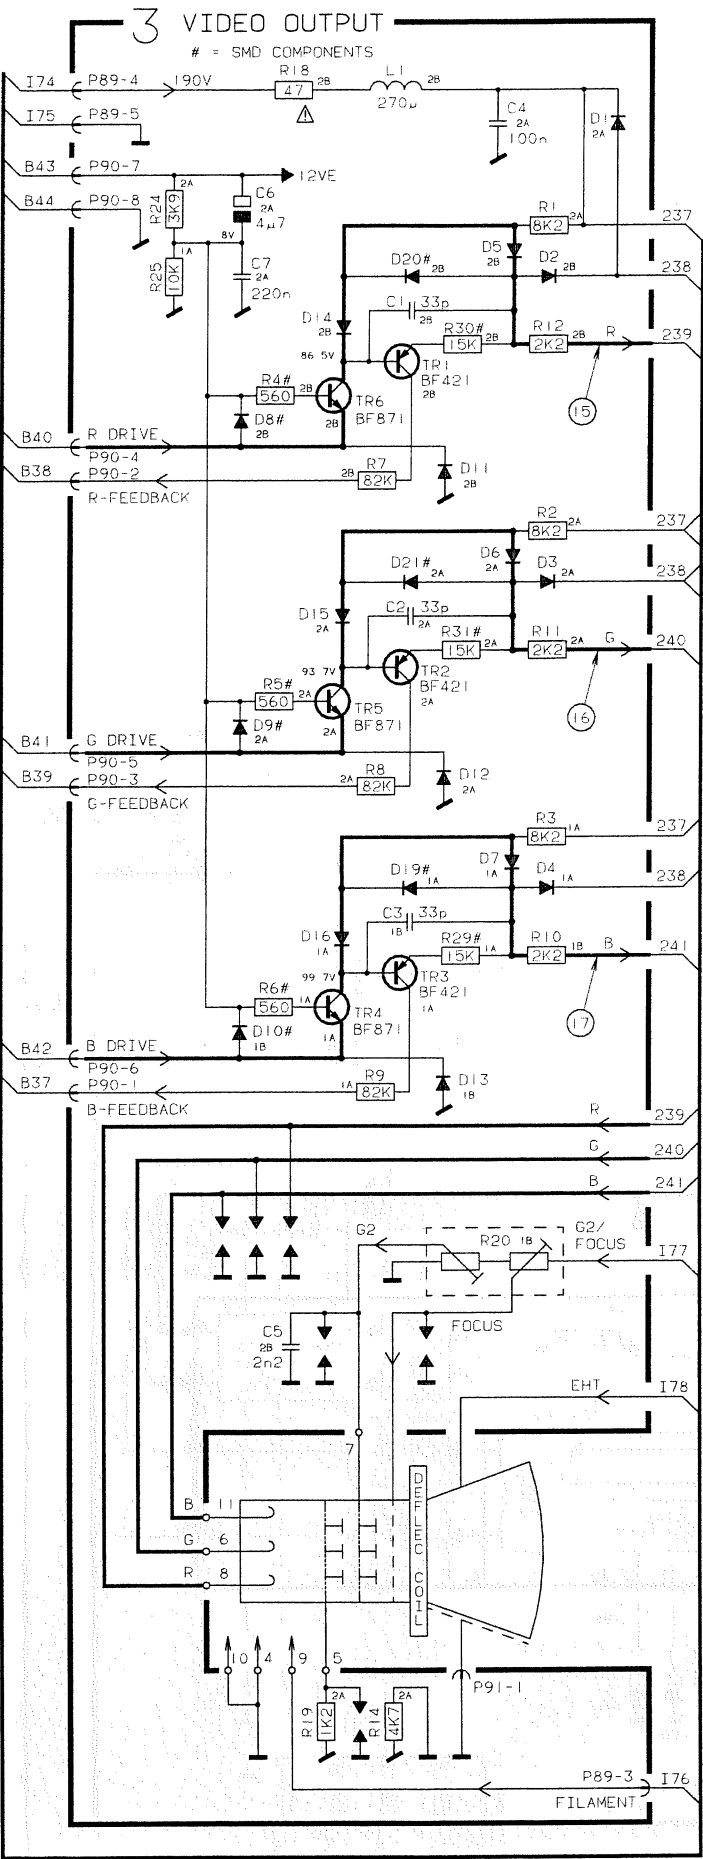 3 VIDEO OUTPUT
# = SMD COMPONENTS
I74 P89-4 190V R18 47 2B L1 270µ 2B
I75 P89-5 C4 2A 100n D1 2A
B43 P90-7 12VE
B44 P90-8 R24 3K9 2A C6 2A 4µ7
8V 1A
R25 10K C7 2A 220n
R1 8K2 2A 237
D5 2B D20# 2B D2 2B 238
C1 33p 2B
D14 2B R30# 15K 2B R12 2K2 2B R 239
86 5V TR1 BF421 2B
R4# 560 2B TR6 BF871 2B 15
D8# 2B
B40 R DRIVE P90-4
B38 P90-2 R-FEEDBACK 2B R7 82K D11 2B
R2 8K2 2A 237
D6 2A D21# 2A D3 2A 238
C2 33p 2A
D15 2A R31# 15K 2A R11 2K2 2A G 240
93 7V TR2 BF421 2A
R5# 560 2A TR5 BF871 2A 16
D9# 2A
B41 G DRIVE P90-5
B39 P90-3 G-FEEDBACK 2A R8 82K D12 2A
R3 8K2 1A 237
D7 1A D19# 1A D4 1A 238
C3 33p 1B
D16 1A R29# 15K 1A R10 2K2 1B B 241
99 7V TR3 BF421 1A
R6# 560 1A TR4 BF871 1A 17
D10# 1B
B42 B DRIVE P90-6
B37 P90-1 B-FEEDBACK 1A R9 82K D13 1B
R 239
G 240
B 241
G2 R20 1B G2/
FOCUS I77
C5 2B 2n2 FOCUS
EHT I78
7
B 11
G 6
R 8
DEFLEC COIL
10 4 9 5 P91-1
R19 1K2 2A R14 4K7 2A
P89-3 I76
FILAMENT